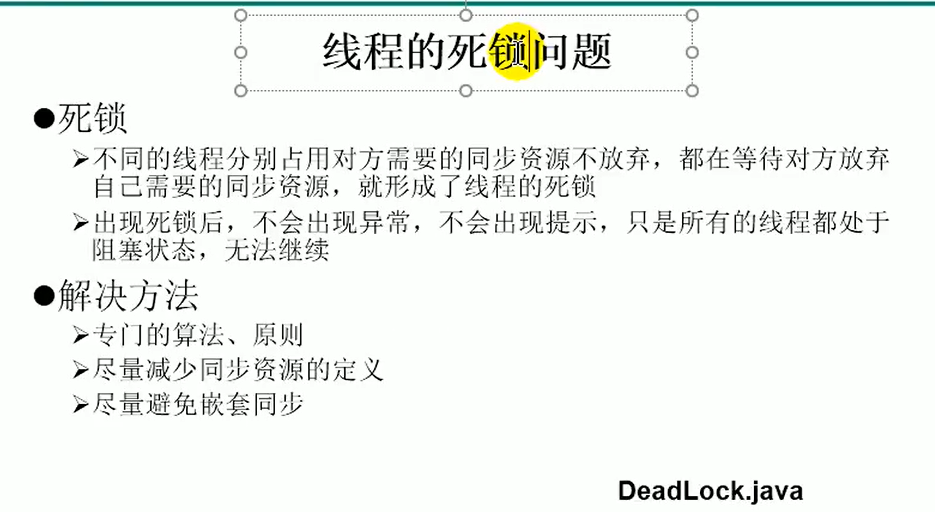 线程的死锁问题
●死锁
➢不同的线程分别占用对方需要的同步资源不放弃，都在等待对方放弃
自己需要的同步资源，就形成了线程的死锁
➢出现死锁后，不会出现异常，不会出现提示，只是所有的线程都处于
阻塞状态，无法继续
●解决方法
➢专门的算法、原则
➢尽量减少同步资源的定义
➢尽量避免嵌套同步
DeadLock.java